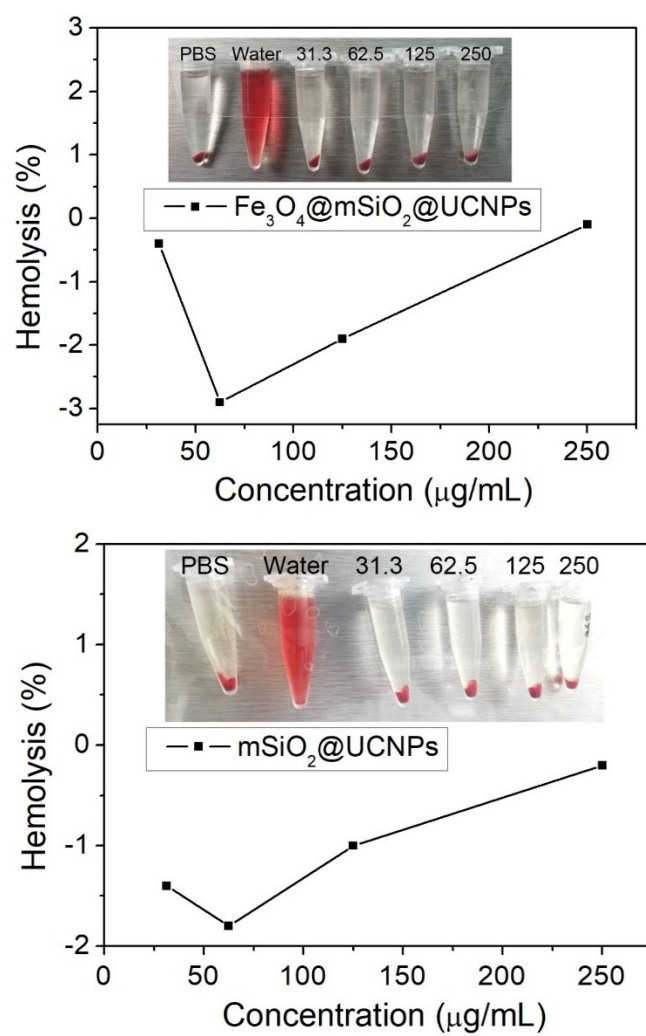 3
2
1
0
-1
-2
-3
Hemolysis (%)
PBS Water 31.3 62.5 125 250
Fe₃O₄@mSiO₂@UCNPs
0 50 100 150 200 250
Concentration (μg/mL)
2
1
0
-1
-2
Hemolysis (%)
PBS Water 31.3 62.5 125 250
mSiO₂@UCNPs
0 50 100 150 200 250
Concentration (μg/mL)